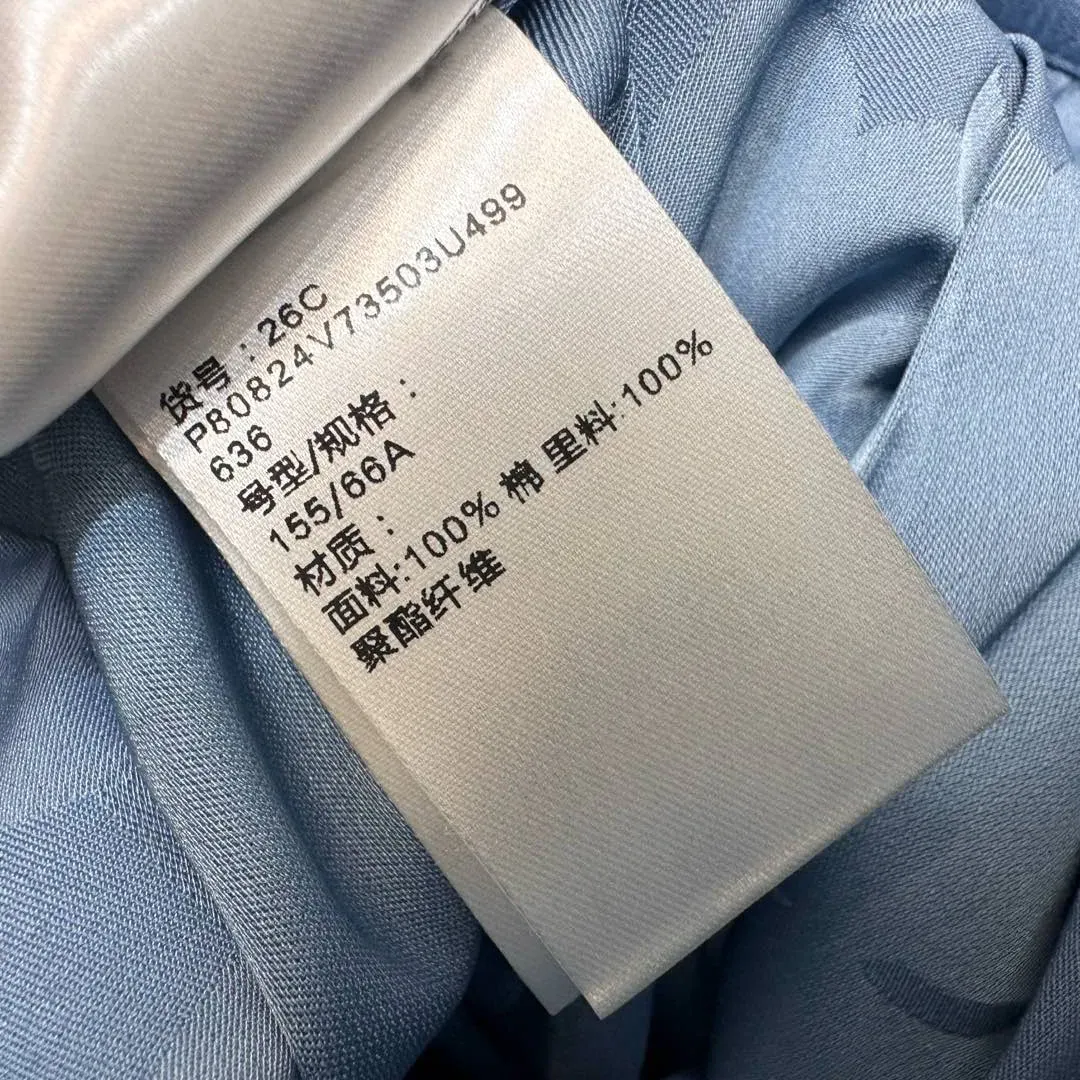 货号：26C
P80824V73503U499
636
号型/规格：
155/66A
材质：
面料:100% 棉 里料:100%
聚酯纤维